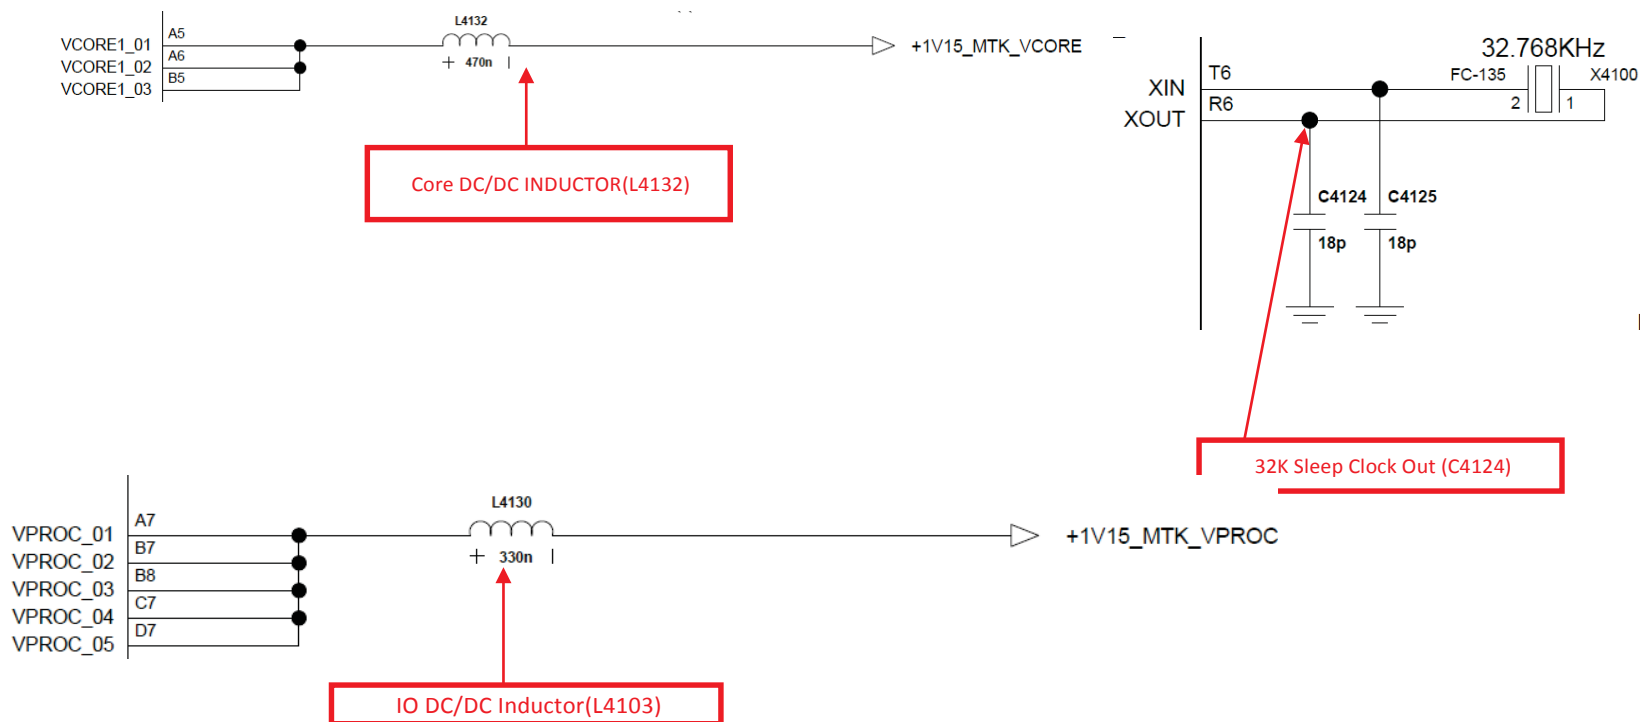 L4132
VCORE1_01
A5
VCORE1_02
A6
VCORE1_03
B5
+ 470n
+1V15_MTK_VCORE
Core DC/DC INDUCTOR(L4132)
32.768KHz
XIN
T6
FC-135
X4100
2
1
XOUT
R6
C4124
C4125
18p
18p
32K Sleep Clock Out (C4124)
L4130
VPROC_01
A7
VPROC_02
B7
VPROC_03
B8
VPROC_04
C7
VPROC_05
D7
+ 330n
+1V15_MTK_VPROC
IO DC/DC Inductor(L4103)